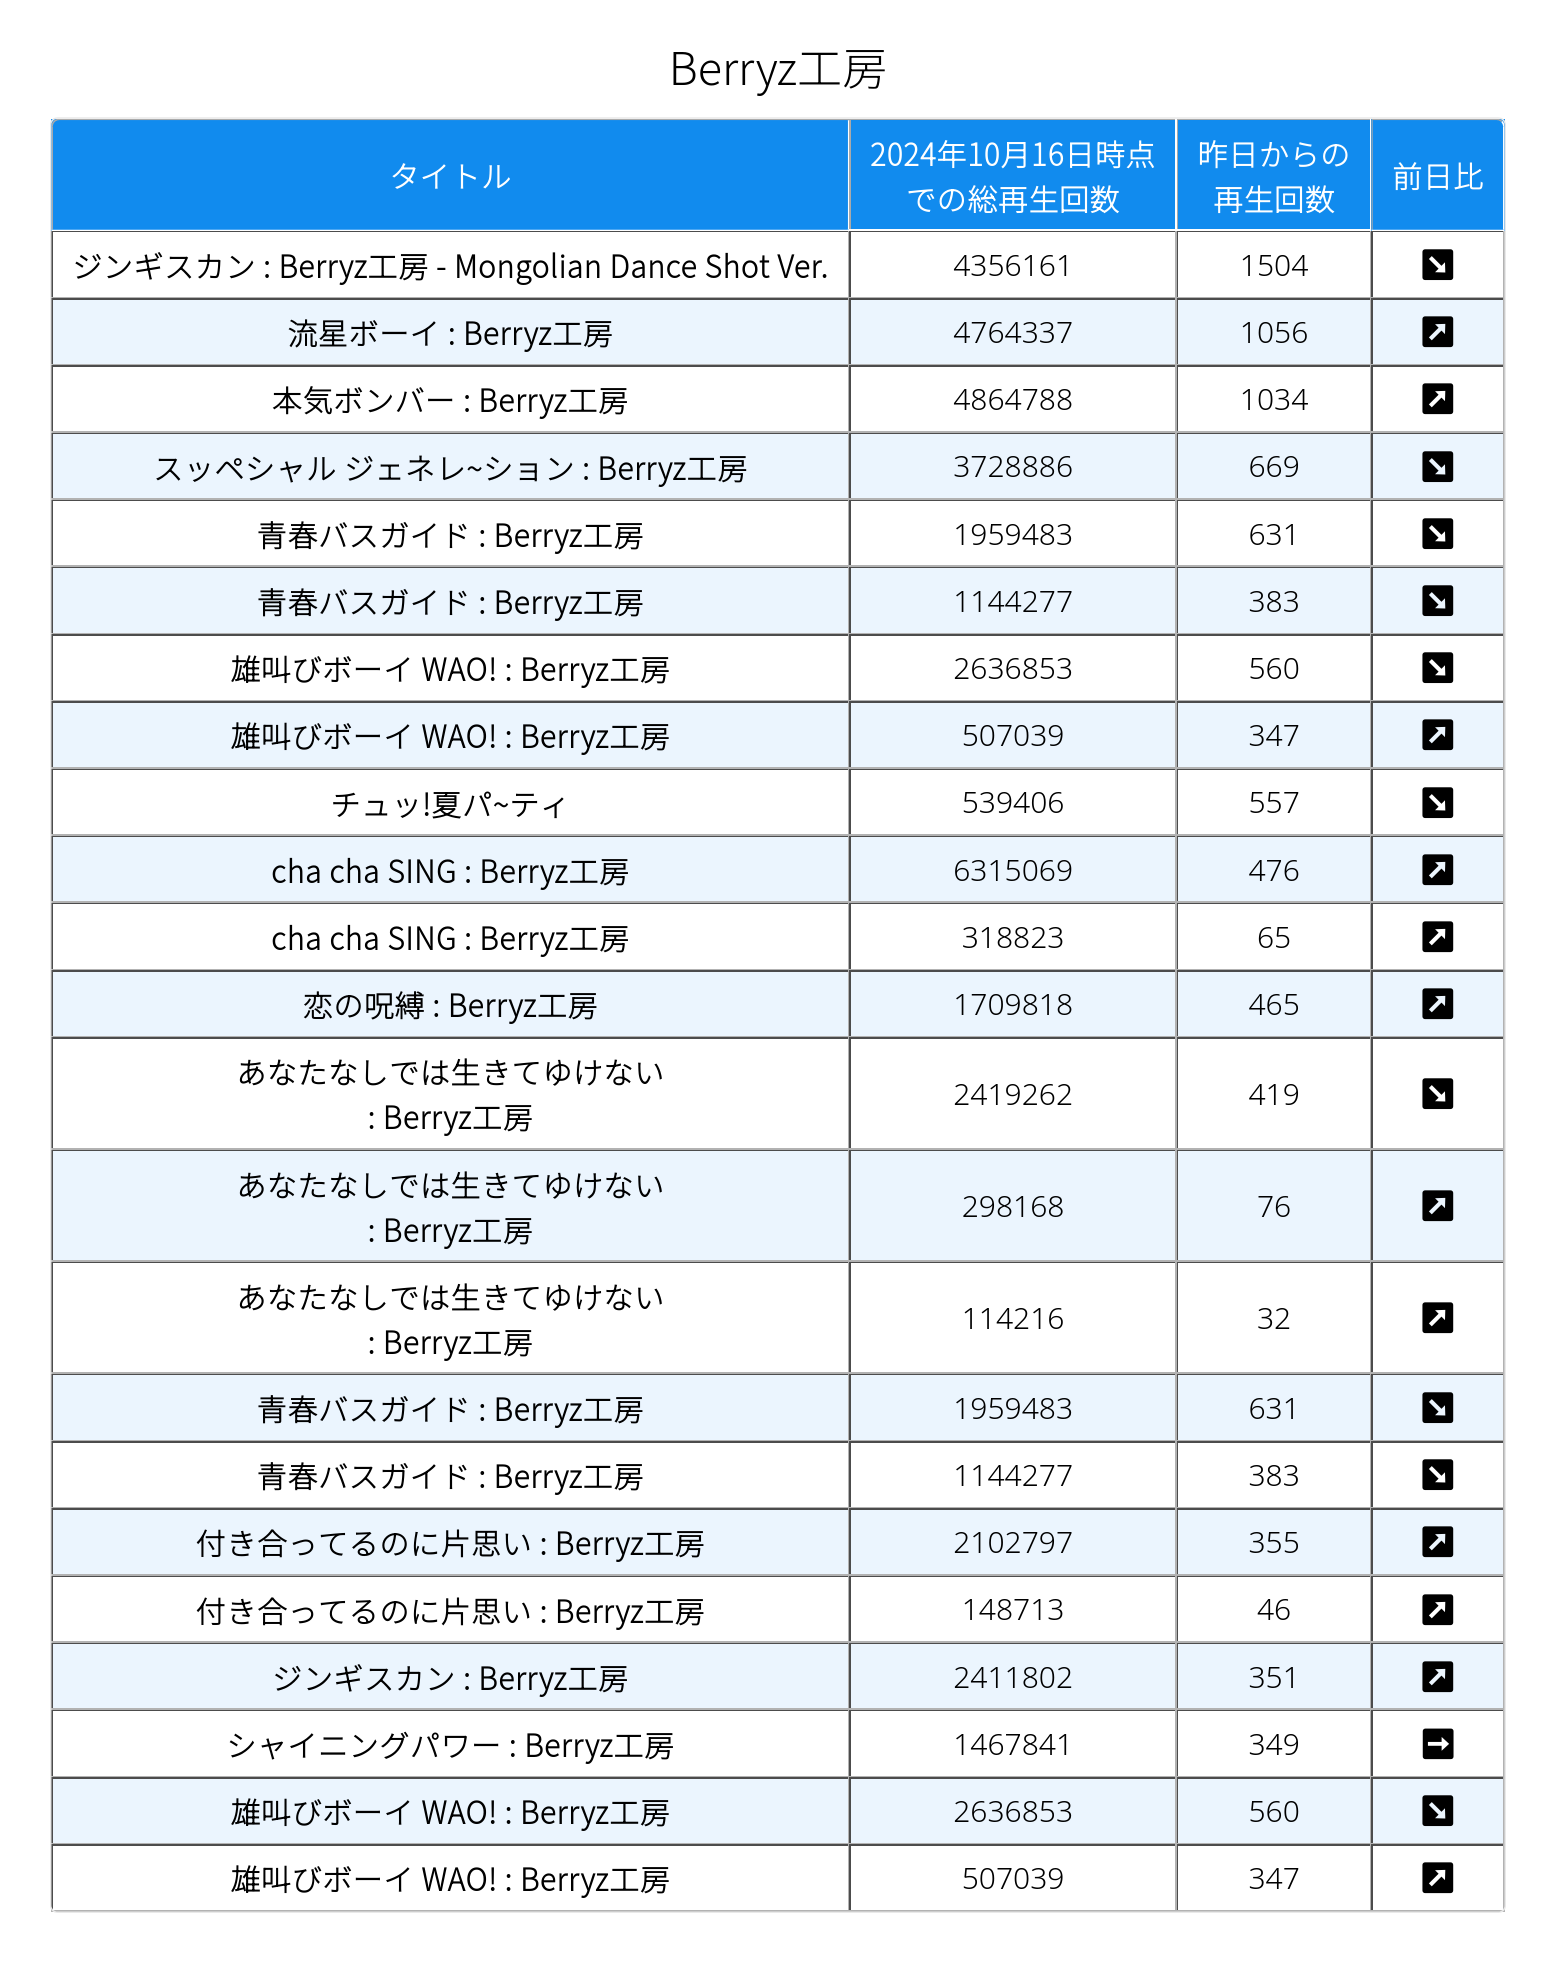 Berryz工房
タイトル
2024年10月16日時点
での総再生回数
昨日からの
再生回数
前日比
ジンギスカン : Berryz工房 - Mongolian Dance Shot Ver. 4356161 1504
流星ボーイ : Berryz工房 4764337 1056
本気ボンバー : Berryz工房 4864788 1034
スッペシャル ジェネレ~ション : Berryz工房 3728886 669
青春バスガイド : Berryz工房 1959483 631
青春バスガイド : Berryz工房 1144277 383
雄叫びボーイ WAO! : Berryz工房 2636853 560
雄叫びボーイ WAO! : Berryz工房 507039 347
チュッ!夏パ~ティ 539406 557
cha cha SING : Berryz工房 6315069 476
cha cha SING : Berryz工房 318823 65
恋の呪縛 : Berryz工房 1709818 465
あなたなしでは生きてゆけない
: Berryz工房 2419262 419
あなたなしでは生きてゆけない
: Berryz工房 298168 76
あなたなしでは生きてゆけない
: Berryz工房 114216 32
青春バスガイド : Berryz工房 1959483 631
青春バスガイド : Berryz工房 1144277 383
付き合ってるのに片思い : Berryz工房 2102797 355
付き合ってるのに片思い : Berryz工房 148713 46
ジンギスカン : Berryz工房 2411802 351
シャイニングパワー : Berryz工房 1467841 349
雄叫びボーイ WAO! : Berryz工房 2636853 560
雄叫びボーイ WAO! : Berryz工房 507039 347